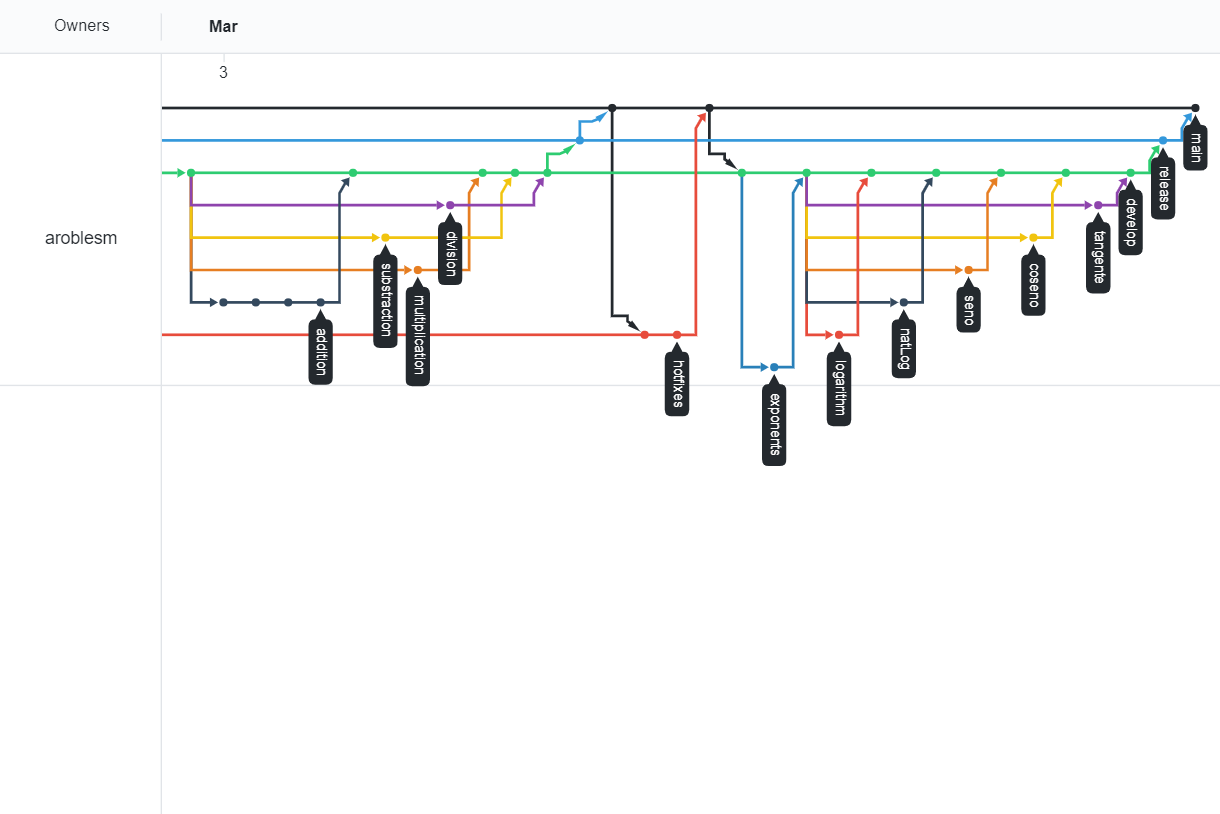 Owners
Mar
3
aroblesm
main
release
develop
division
tangente
substraction
coseno
multiplication
seno
addition
natLog
hotfixes
logarithm
exponents